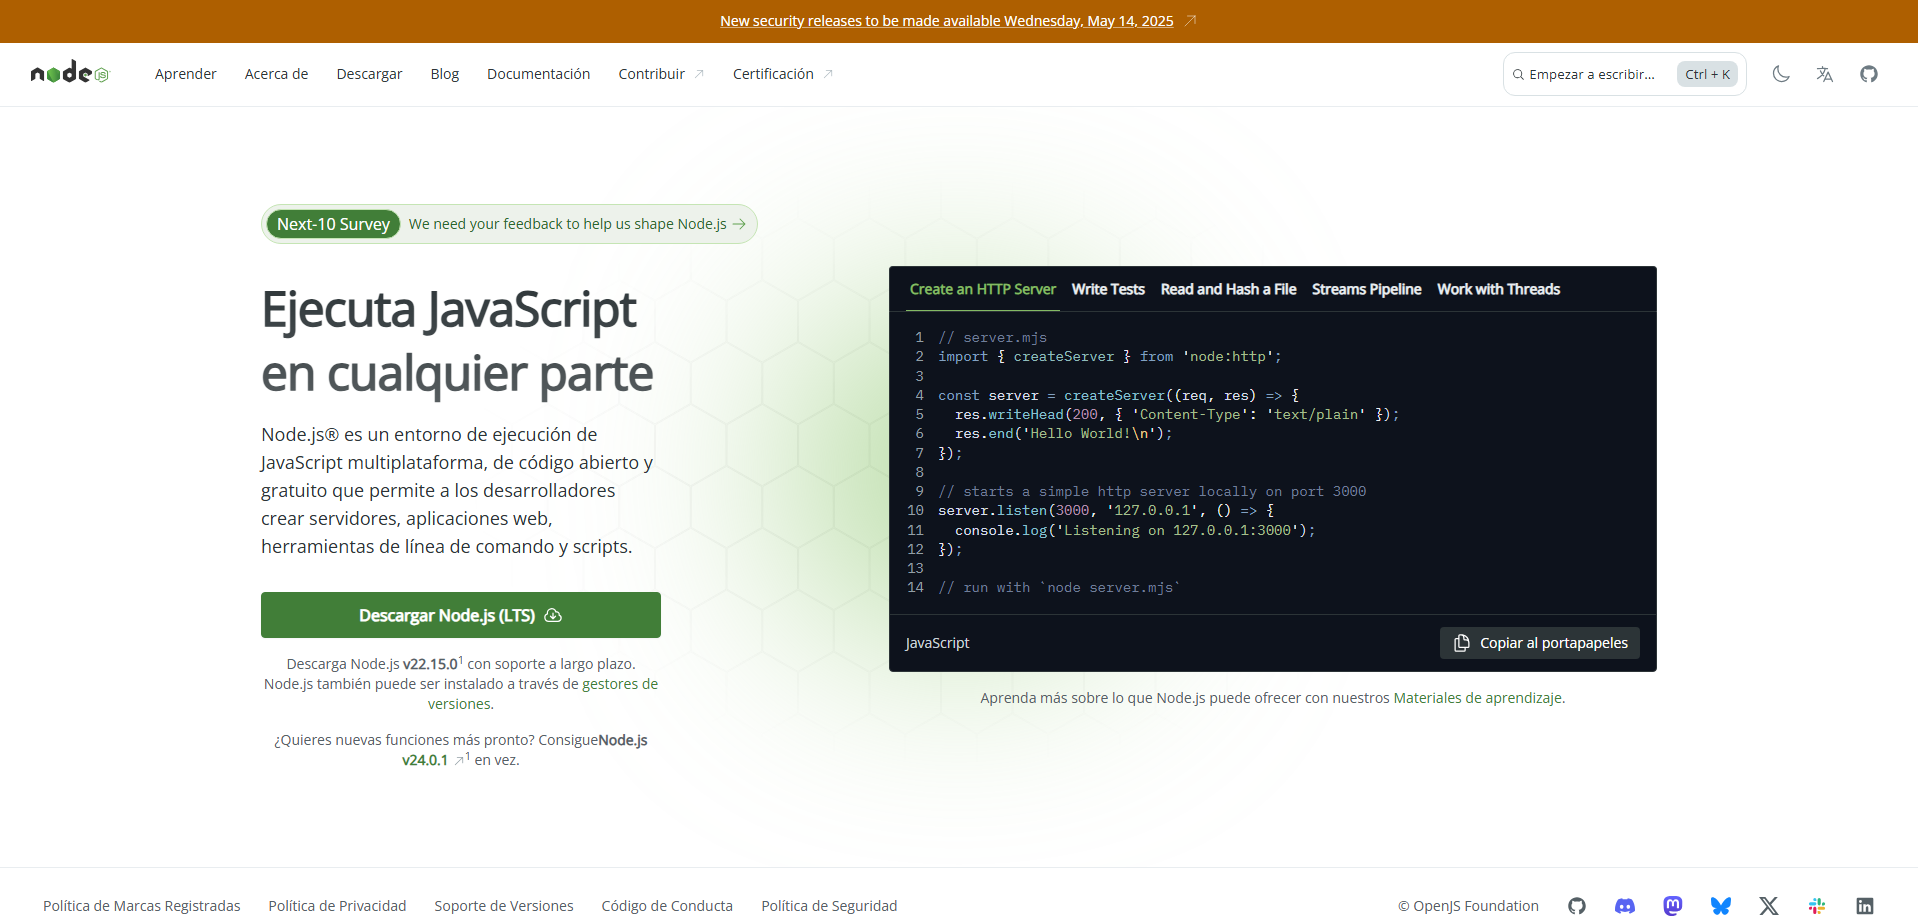 New security releases to be made available Wednesday, May 14, 2025
node js
Aprender Acerca de Descargar Blog Documentación Contribuir Certificación
Empezar a escribir... Ctrl + K
Next-10 Survey We need your feedback to help us shape Node.js
Ejecuta JavaScript
en cualquier parte
Node.js® es un entorno de ejecución de
JavaScript multiplataforma, de código abierto y
gratuito que permite a los desarrolladores
crear servidores, aplicaciones web,
herramientas de línea de comando y scripts.
Descargar Node.js (LTS)
Descarga Node.js v22.15.0¹ con soporte a largo plazo.
Node.js también puede ser instalado a través de gestores de
versiones.
¿Quieres nuevas funciones más pronto? ConsigueNode.js
v24.0.1 ¹ en vez.
Create an HTTP Server Write Tests Read and Hash a File Streams Pipeline Work with Threads
1 // server.mjs
2 import { createServer } from 'node:http';
3
4 const server = createServer((req, res) => {
5   res.writeHead(200, { 'Content-Type': 'text/plain' });
6   res.end('Hello World!\n');
7 });
8
9 // starts a simple http server locally on port 3000
10 server.listen(3000, '127.0.0.1', () => {
11   console.log('Listening on 127.0.0.1:3000');
12 });
13
14 // run with `node server.mjs`
JavaScript Copiar al portapapeles
Aprenda más sobre lo que Node.js puede ofrecer con nuestros Materiales de aprendizaje.
Política de Marcas Registradas Política de Privacidad Soporte de Versiones Código de Conducta Política de Seguridad
© OpenJS Foundation